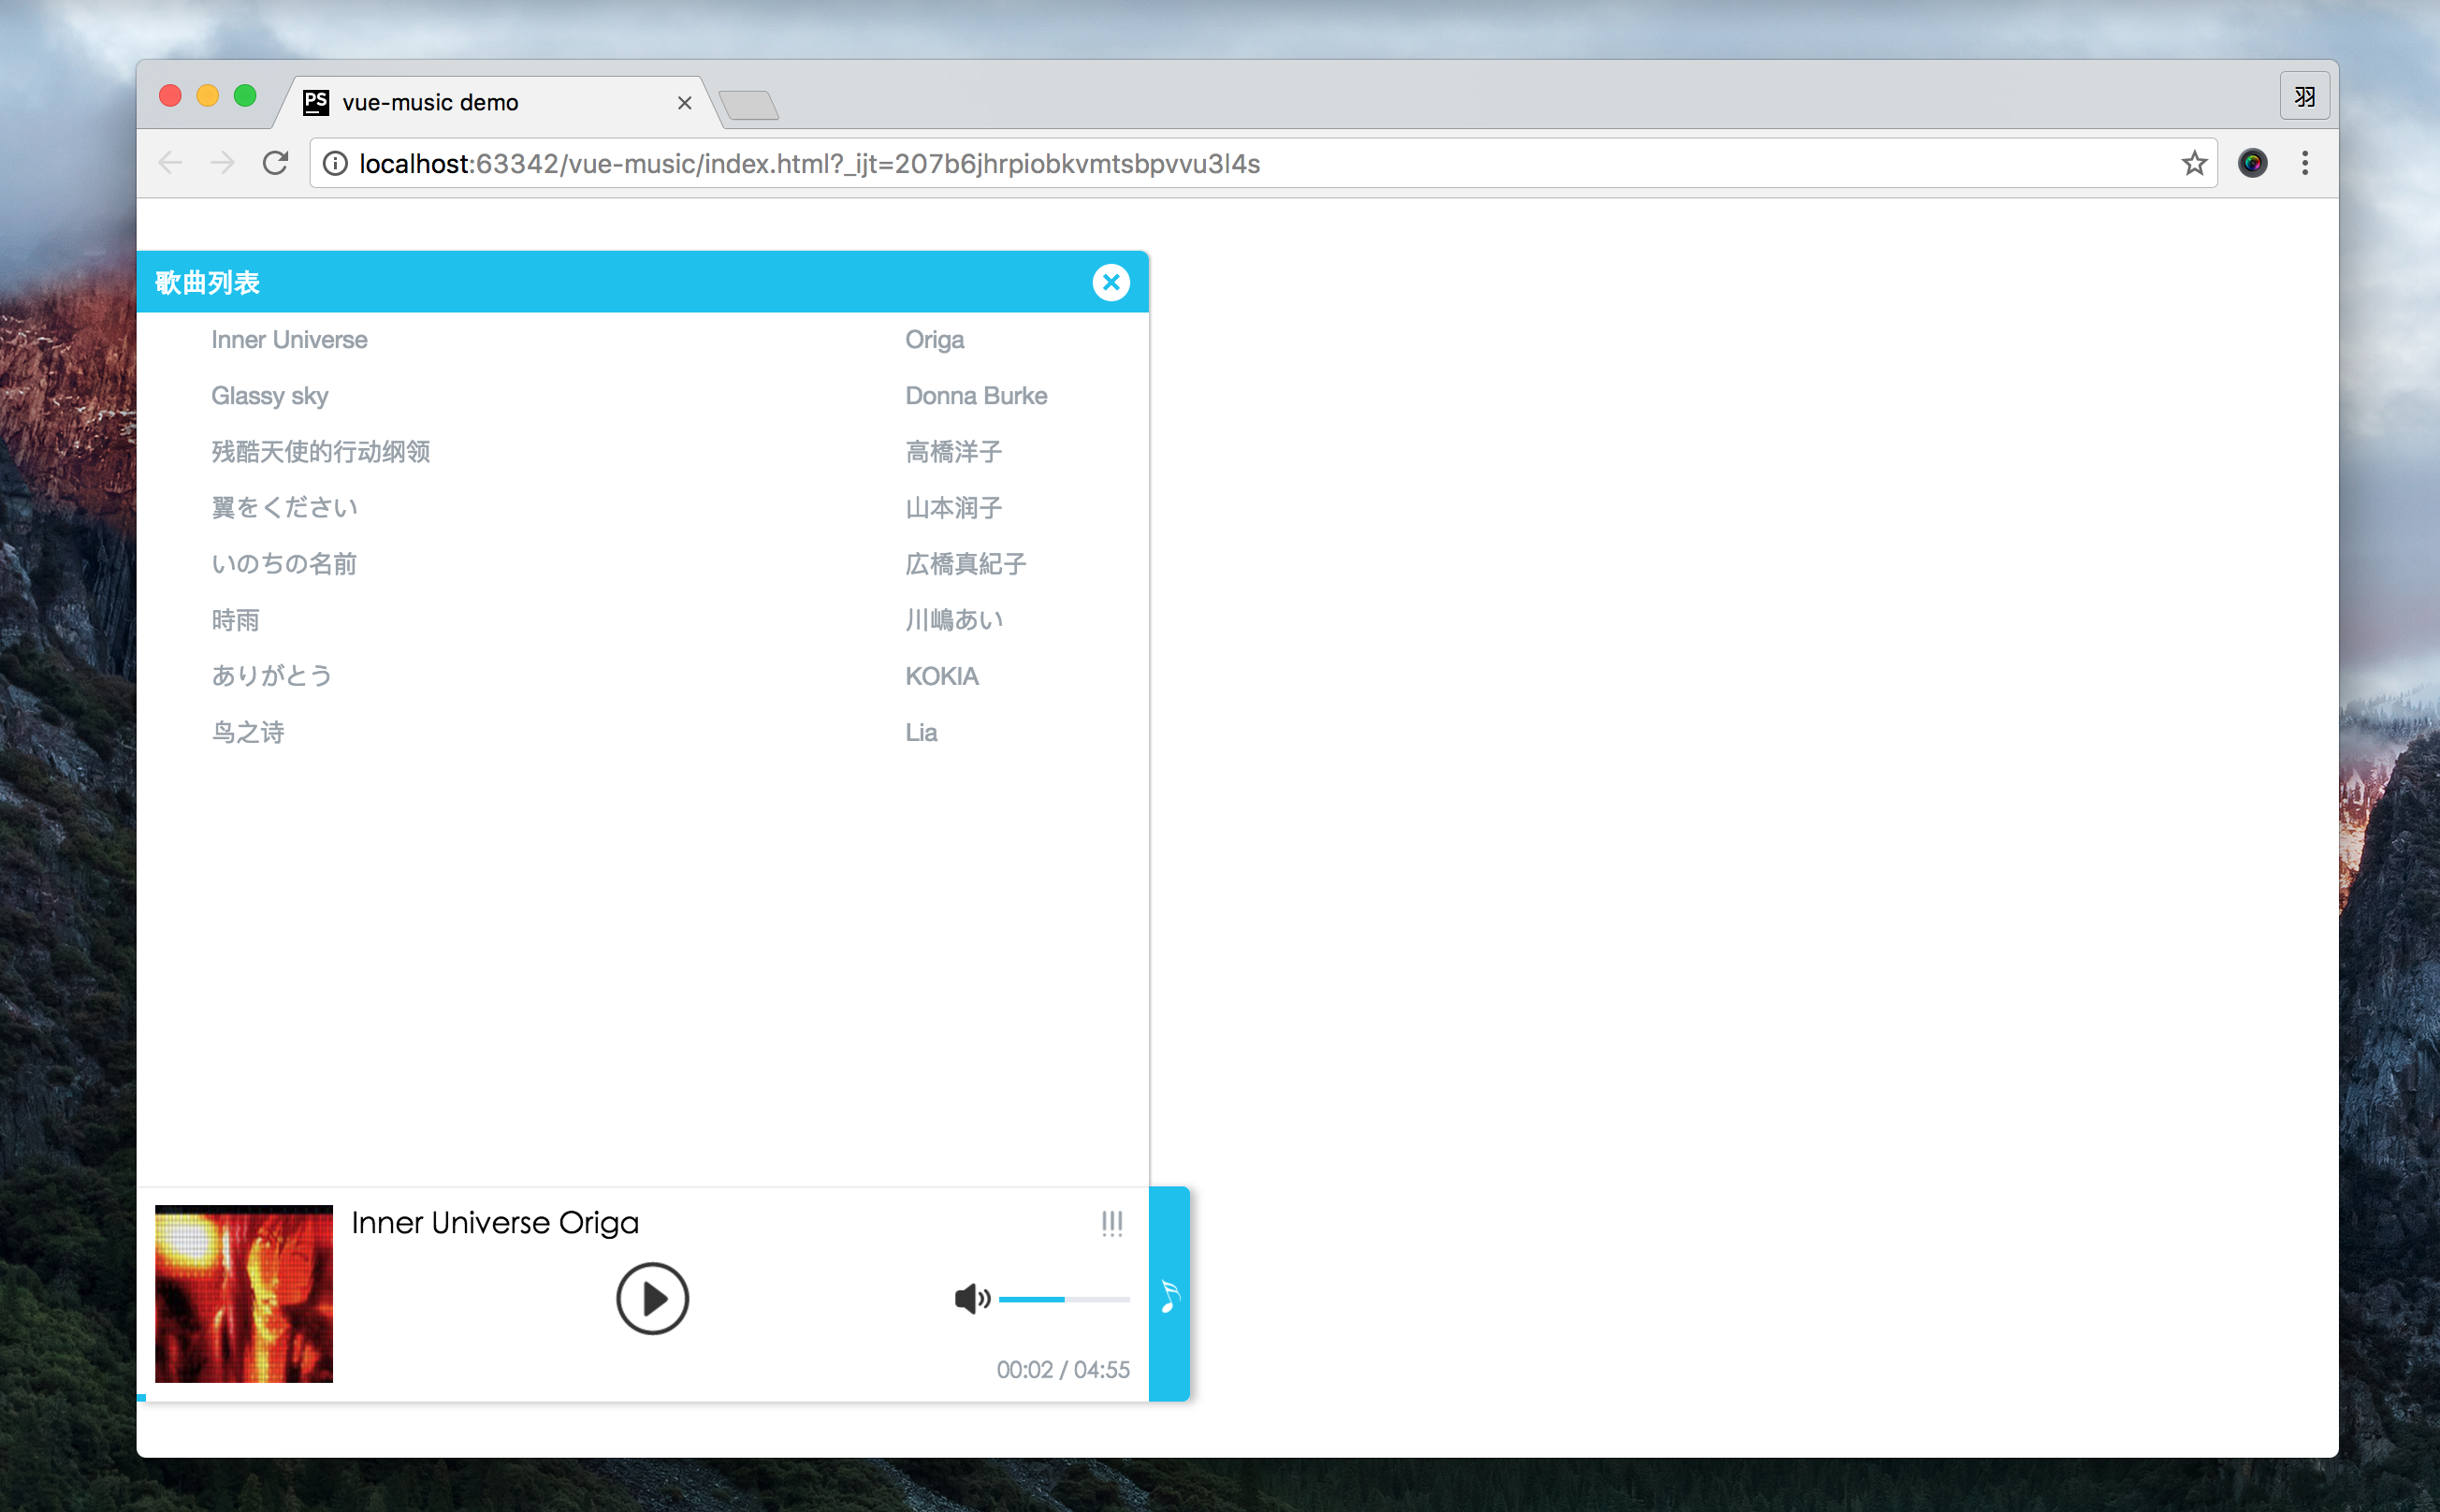 PS vue-music demo
羽
localhost:63342/vue-music/index.html?_ijt=207b6jhrpiobkvmtsbpvvu3l4s
歌曲列表
Inner Universe Origa
Glassy sky Donna Burke
残酷天使的行动纲领 高橋洋子
翼をください 山本润子
いのちの名前 広橋真紀子
時雨 川嶋あい
ありがとう KOKIA
鸟之诗 Lia
Inner Universe Origa
00:02 / 04:55